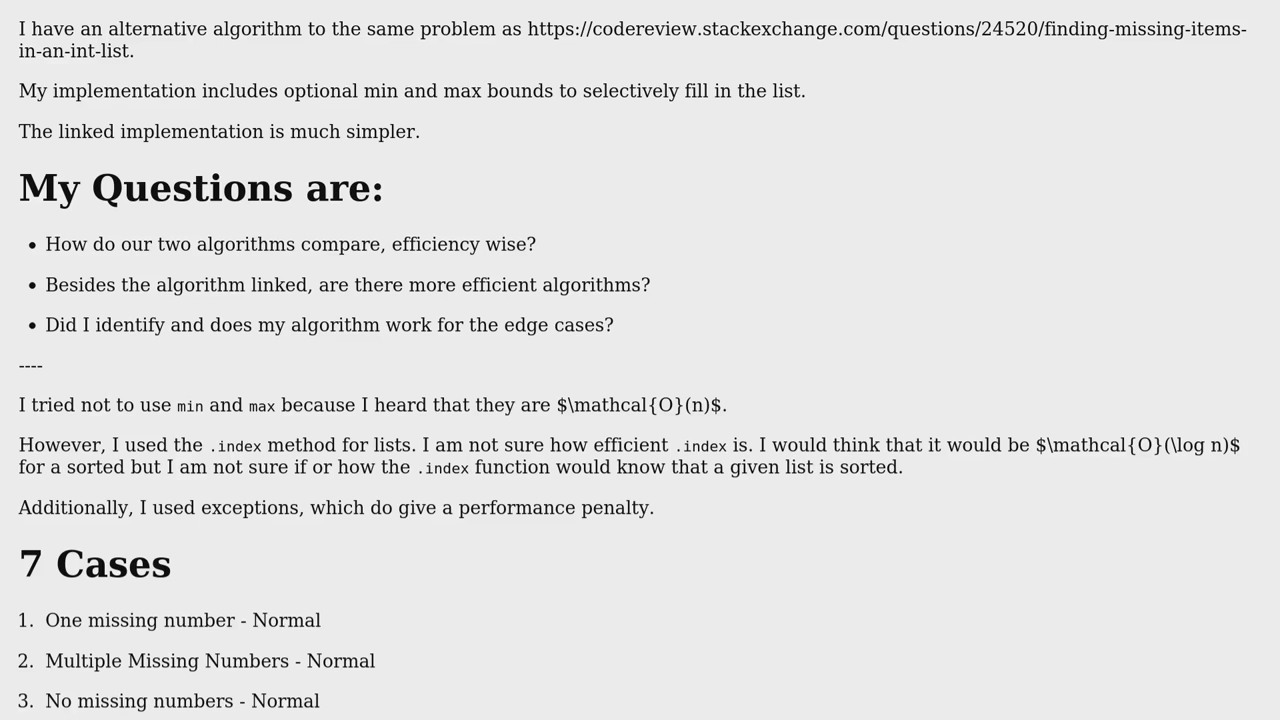 I have an alternative algorithm to the same problem as https://codereview.stackexchange.com/questions/24520/finding-missing-items-
in-an-int-list.
My implementation includes optional min and max bounds to selectively fill in the list.
The linked implementation is much simpler.
My Questions are:
• How do our two algorithms compare, efficiency wise?
• Besides the algorithm linked, are there more efficient algorithms?
• Did I identify and does my algorithm work for the edge cases?
----
I tried not to use min and max because I heard that they are $\mathcal{O}(n)$.
However, I used the .index method for lists. I am not sure how efficient .index is. I would think that it would be $\mathcal{O}(\log n)$
for a sorted but I am not sure if or how the .index function would know that a given list is sorted.
Additionally, I used exceptions, which do give a performance penalty.
7 Cases
1. One missing number - Normal
2. Multiple Missing Numbers - Normal
3. No missing numbers - Normal